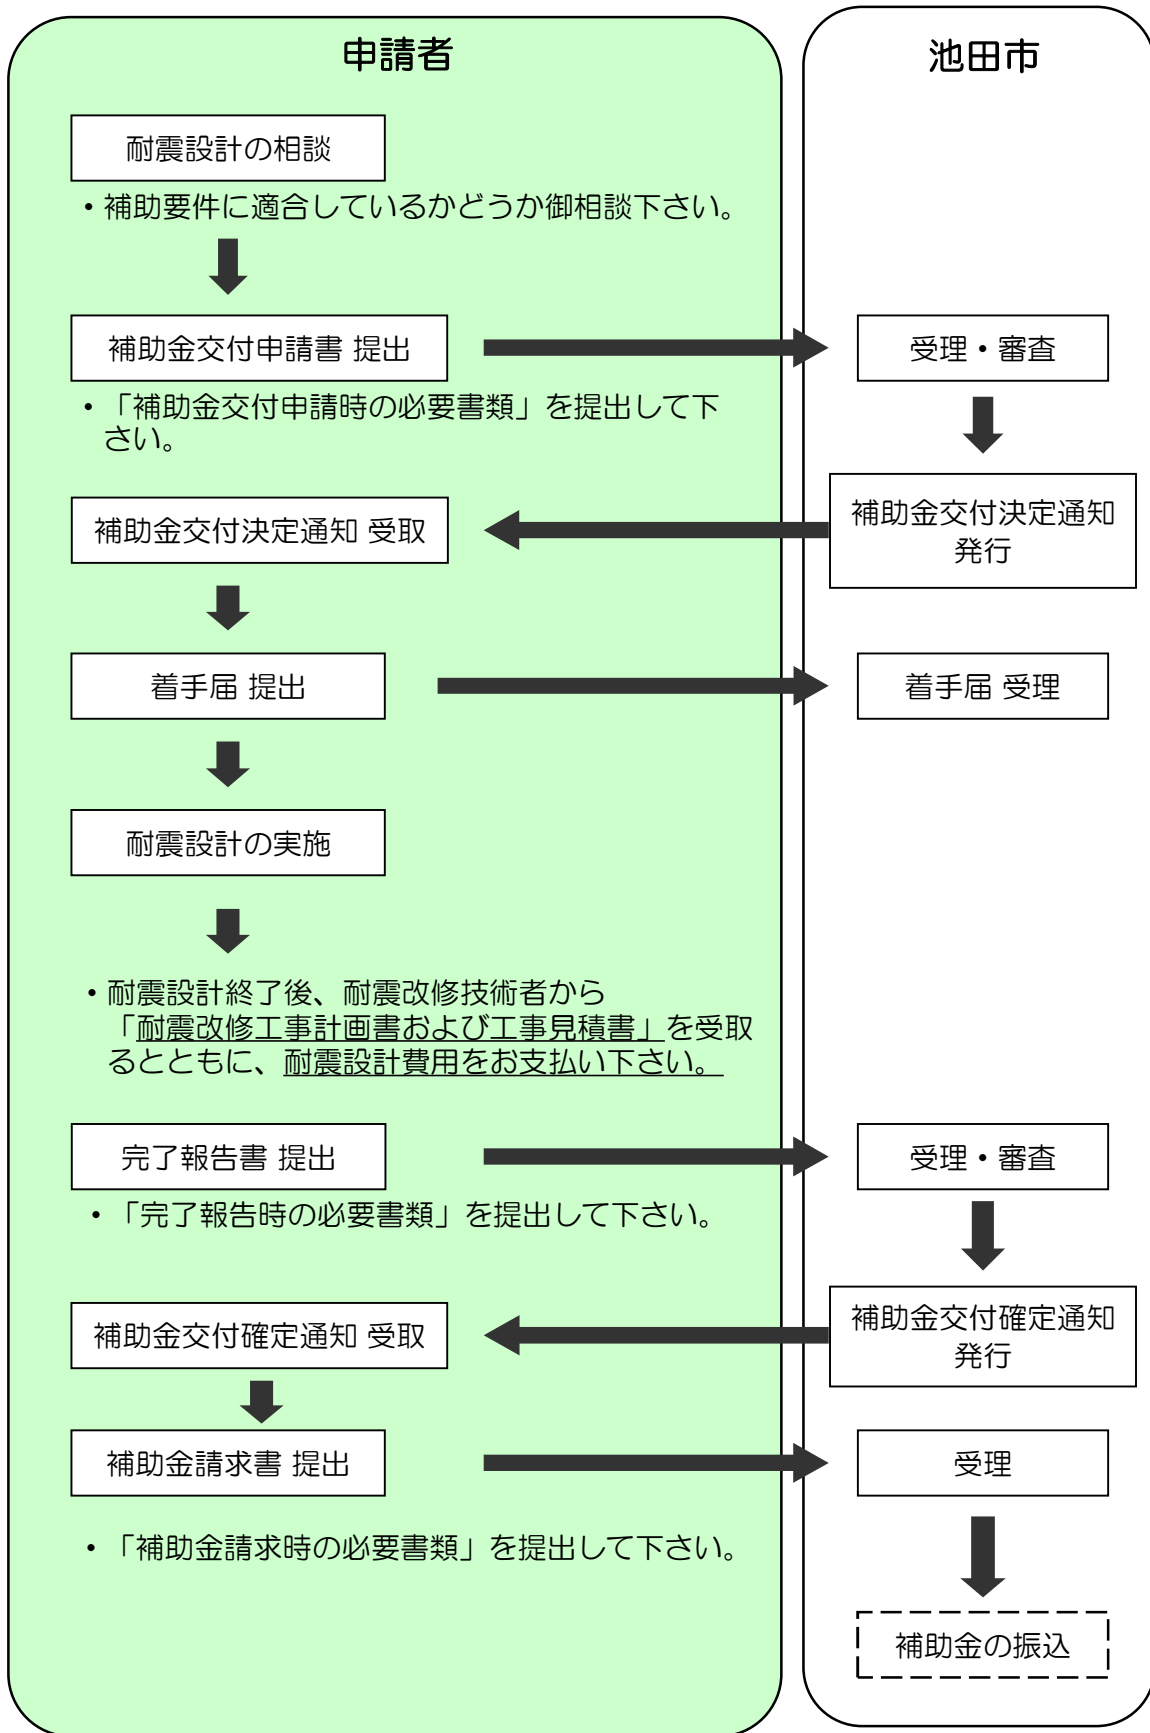 申請者
池田市
耐震設計の相談
・補助要件に適合しているかどうか御相談下さい。
補助金交付申請書 提出
受理・審査
・「補助金交付申請時の必要書類」を提出して下
さい。
補助金交付決定通知 受取
補助金交付決定通知
発行
着手届 提出
着手届 受理
耐震設計の実施
・耐震設計終了後、耐震改修技術者から
「耐震改修工事計画書および工事見積書」を受取
るとともに、耐震設計費用をお支払い下さい。
完了報告書 提出
受理・審査
・「完了報告時の必要書類」を提出して下さい。
補助金交付確定通知 受取
補助金交付確定通知
発行
補助金請求書 提出
受理
・「補助金請求時の必要書類」を提出して下さい。
補助金の振込